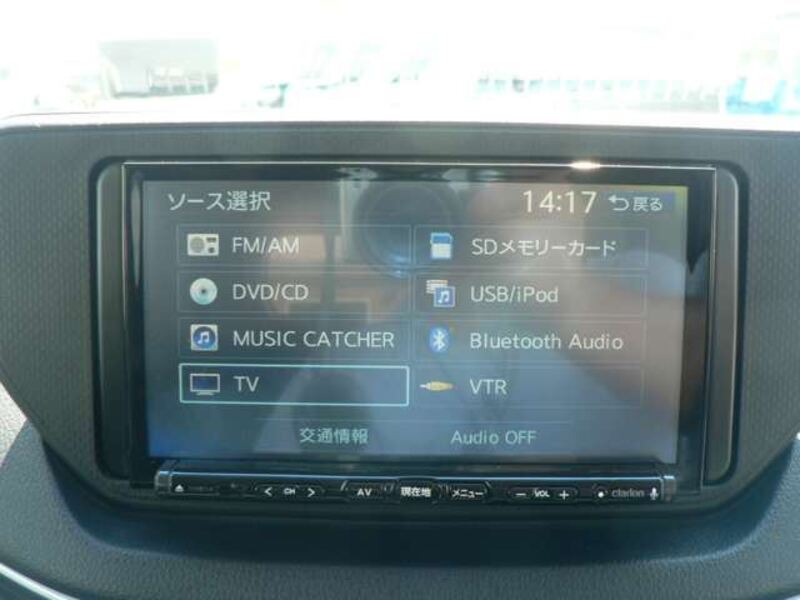 ソース選択 14:17 戻る
FM/AM SDメモリーカード
DVD/CD USB/iPod
MUSIC CATCHER Bluetooth Audio
TV VTR
交通情報 Audio OFF
< CH > AV 現在地 メニュー − VOL + clarion